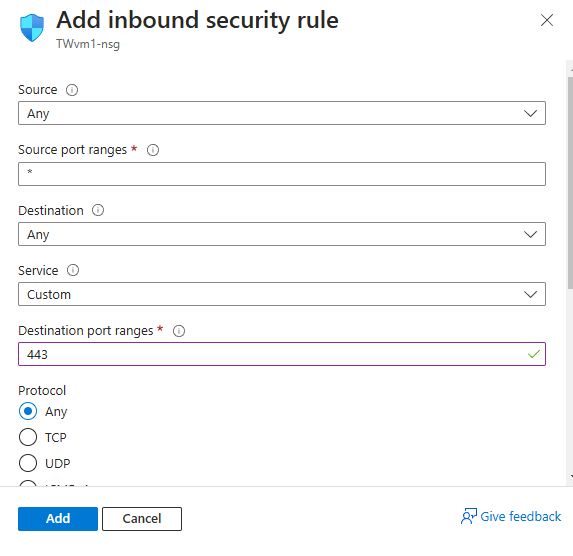 Add inbound security rule
TWvm1-nsg
Source
Any
Source port ranges *
*
Destination
Any
Service
Custom
Destination port ranges *
443
Protocol
Any
TCP
UDP
Add
Cancel
Give feedback